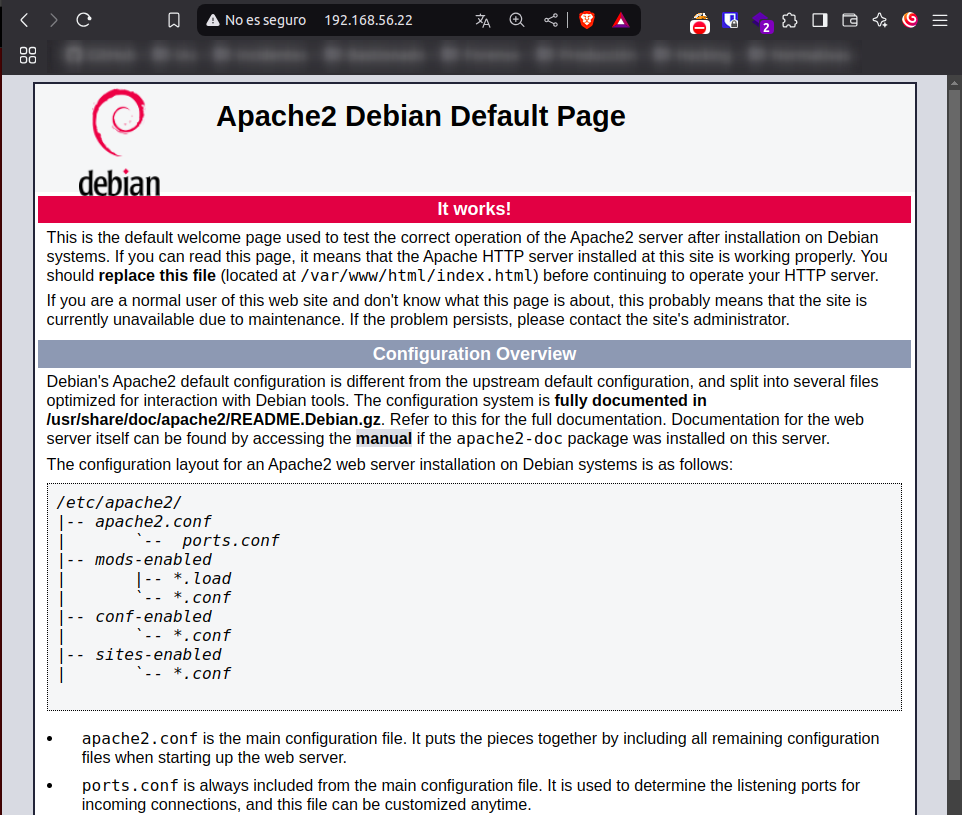 No es seguro 192.168.56.22
2
debian
Apache2 Debian Default Page
It works!
This is the default welcome page used to test the correct operation of the Apache2 server after installation on Debian
systems. If you can read this page, it means that the Apache HTTP server installed at this site is working properly. You
should replace this file (located at /var/www/html/index.html) before continuing to operate your HTTP server.
If you are a normal user of this web site and don't know what this page is about, this probably means that the site is
currently unavailable due to maintenance. If the problem persists, please contact the site's administrator.
Configuration Overview
Debian's Apache2 default configuration is different from the upstream default configuration, and split into several files
optimized for interaction with Debian tools. The configuration system is fully documented in
/usr/share/doc/apache2/README.Debian.gz. Refer to this for the full documentation. Documentation for the web
server itself can be found by accessing the manual if the apache2-doc package was installed on this server.
The configuration layout for an Apache2 web server installation on Debian systems is as follows:
/etc/apache2/
|-- apache2.conf
|       `--  ports.conf
|-- mods-enabled
|       |-- *.load
|       `-- *.conf
|-- conf-enabled
|       `-- *.conf
|-- sites-enabled
|       `-- *.conf
• apache2.conf is the main configuration file. It puts the pieces together by including all remaining configuration
files when starting up the web server.
• ports.conf is always included from the main configuration file. It is used to determine the listening ports for
incoming connections, and this file can be customized anytime.